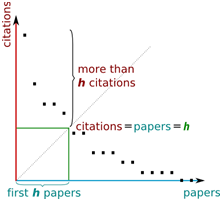 citations
more than
h citations
citations = papers = h
first h papers
papers